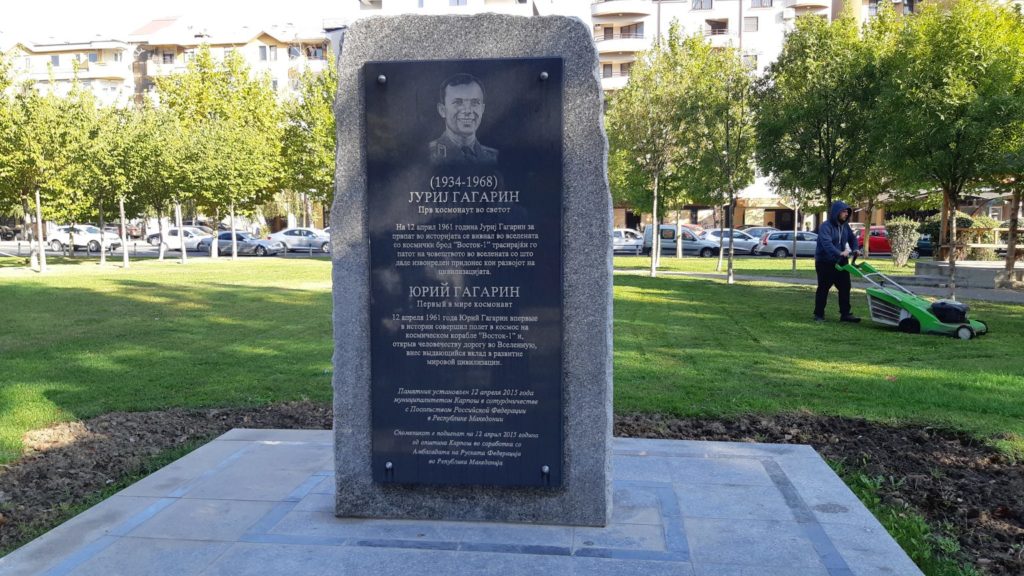 (1934-1968)
ЈУРИЈ ГАГАРИН
Прв космонаут во светот
На 12 април 1961 година Јуриј Гагарин за
првпат во историјата се вивнал во вселената
со космички брод "Восток-1" трасирајќи го
патот на човештвото во вселената со што
дале извонреден придонес кон развојот на
цивилизацијата.
ЮРИЙ ГАГАРИН
Первый в мире космонавт
12 апреля 1961 года Юрий Гагарин впервые
в истории совершил полет в космос на
космическом корабле "Восток-1" и,
открыв человечеству дорогу во Вселенную,
внес выдающийся вклад в развитие
мировой цивилизации.
Памятник установлен 12 апреля 2015 года
муниципалитетом Карпош в сотрудничестве
с Посольством Российской Федерации
в Республике Македонии
Споменикот е подигнат на 12 април 2015 година
од општина Карпош во соработка со
Амбасадата на Руската Федерација
во Република Македонија